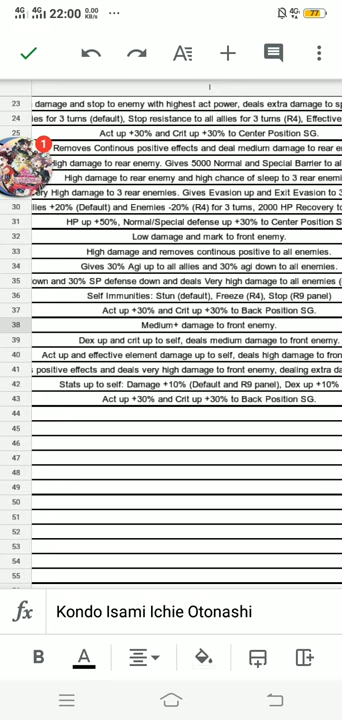 4G 4G 22:00 0.00 KB/s ... 4G 77
A
I
23 damage and stop to enemy with highest act power, deals extra damage to s
24 ies for 3 turns (default), Stop resistance to all allies for 3 turns (R4), Effective
25 Act up +30% and Crit up +30% to Center Position SG.
1 Removes Continous positive effects and deal medium damage to rear e
igh damage to rear enemy. Gives 5000 Normal and Special Barrier to al
High damage to rear enemy and high chance of sleep to 3 rear enemi
ery High damage to 3 rear enemies. Gives Evasion up and Exit Evasion to 3
30 llies +20% (Default) and Enemies -20% (R4) for 3 turns, 2000 HP Recovery to
31 HP up +50%, Normal/Special defense up +30% to Center Position S
32 Low damage and mark to front enemy.
33 High damage and removes continous positive to all enemies.
34 Gives 30% Agi up to all allies and 30% agi down to all enemies.
35 own and 30% SP defense down and deals Very high damage to all enemies (
36 Self Immunities: Stun (default), Freeze (R4), Stop (R9 panel)
37 Act up +30% and Crit up +30% to Back Position SG.
38 Medium+ damage to front enemy.
39 Dex up and crit up to self, deals medium damage to front enemy.
40 Act up and effective element damage up to self, deals high damage to fron
41 positive effects and deals very high damage to front enemy, dealing extra da
42 Stats up to self: Damage +10% (Default and R9 panel), Dex up +10%
43 Act up +30% and Crit up +30% to Back Position SG.
44
45
46
47
48
49
50
51
52
53
54
55
fx Kondo Isami Ichie Otonashi
B A